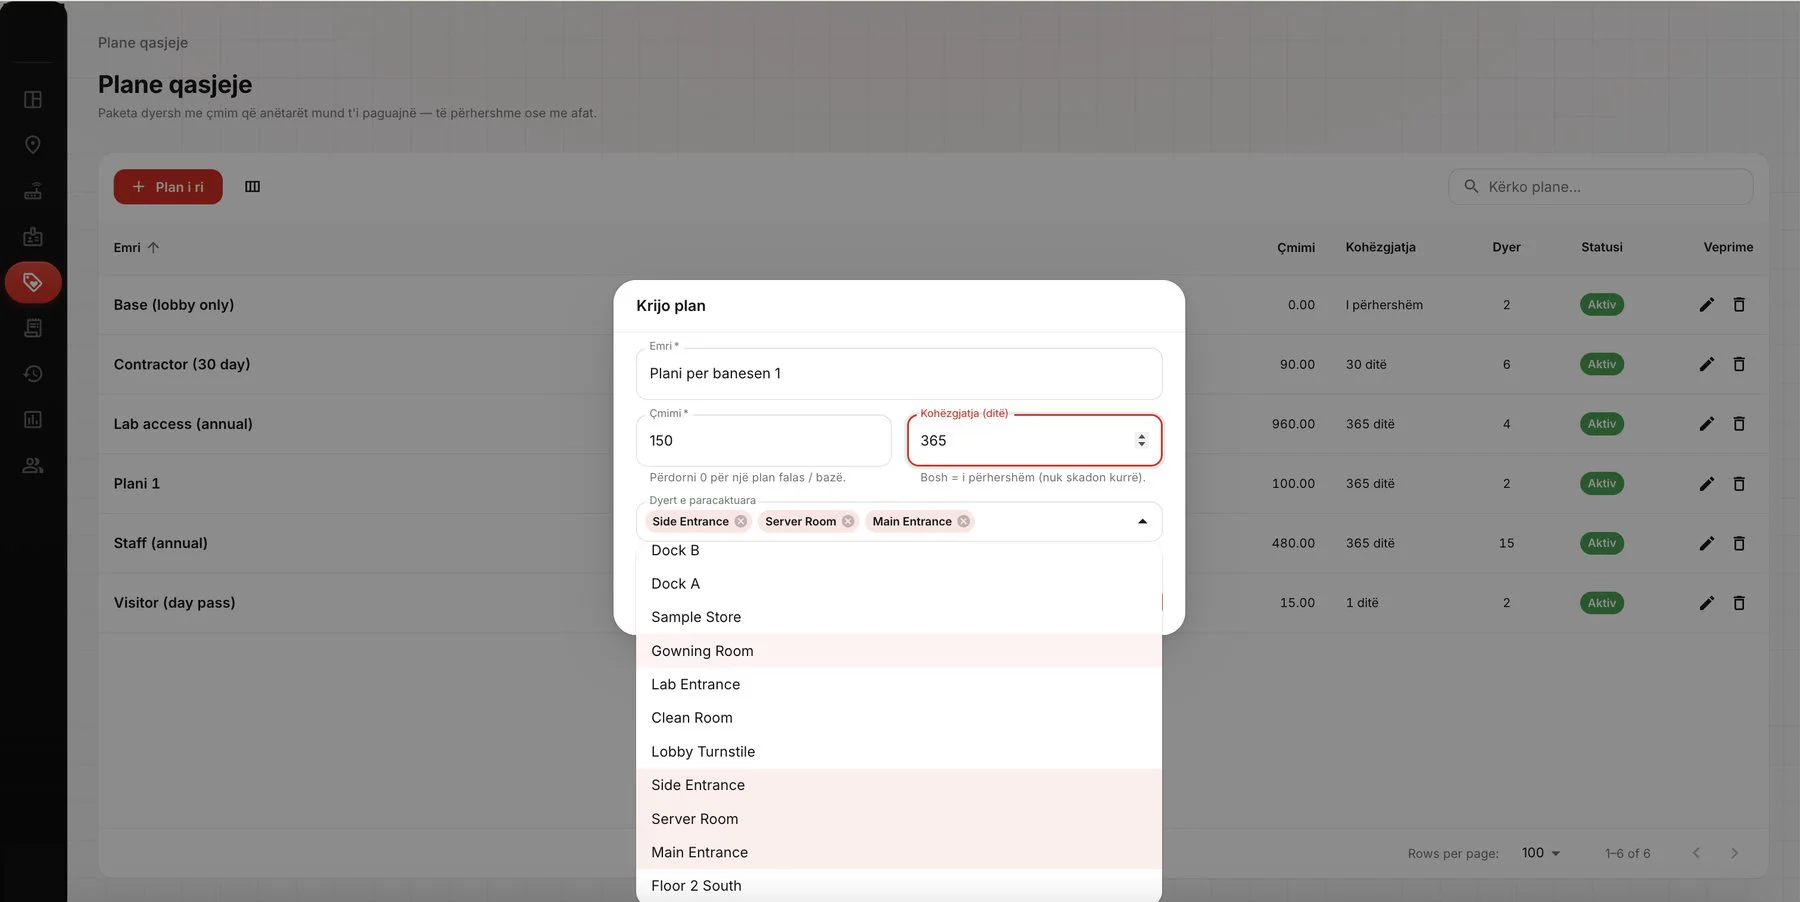 Plane qasjeje
Plane qasjeje
Paketa dyersh me çmim që anëtarët mund t'i paguajnë — të përhershme ose me afat.
+ Plan i ri
Kërko plane...
Emri ↑ Çmimi Kohëzgjatja Dyer Statusi Veprime
Base (lobby only) 0.00 I përhershëm 2 Aktiv
Contractor (30 day) 90.00 30 ditë 6 Aktiv
Lab access (annual) 960.00 365 ditë 4 Aktiv
Plani 1 100.00 365 ditë 2 Aktiv
Staff (annual) 480.00 365 ditë 15 Aktiv
Visitor (day pass) 15.00 1 ditë 2 Aktiv
Rows per page: 100 1–6 of 6
Krijo plan
Emri *
Plani per banesen 1
Çmimi * Kohëzgjatja (ditë)
150 365
Përdorni 0 për një plan falas / bazë. Bosh = i përhershëm (nuk skadon kurrë).
Dyert e paracaktuara
Side Entrance Server Room Main Entrance
Dock B
Dock A
Sample Store
Gowning Room
Lab Entrance
Clean Room
Lobby Turnstile
Side Entrance
Server Room
Main Entrance
Floor 2 South